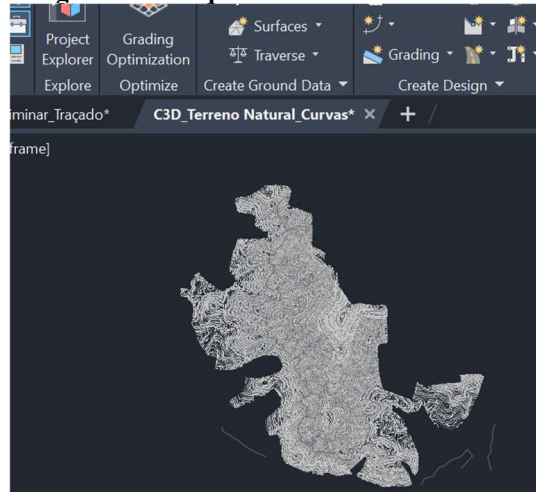 Project
Explorer
Grading
Optimization
Surfaces
Traverse
Grading
Explore
Optimize
Create Ground Data
Create Design
iminar_Traçado*
C3D_Terreno Natural_Curvas*
frame]